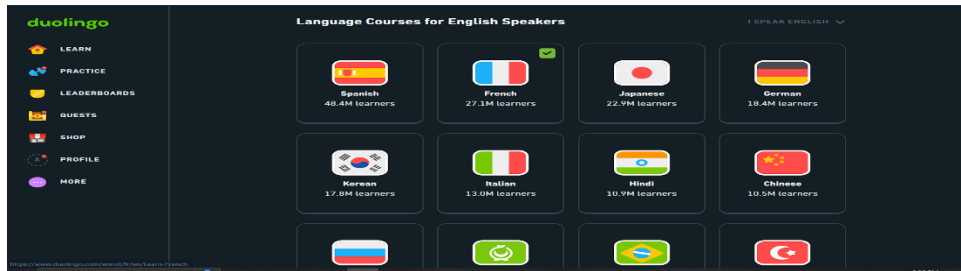 duolingo
LEARN
PRACTICE
LEADERBOARDS
QUESTS
SHOP
PROFILE
MORE
Language Courses for English Speakers
I SPEAK ENGLISH
Spanish
48.4M learners
French
27.1M learners
Japanese
22.9M learners
German
18.4M learners
Korean
17.8M learners
Italian
13.0M learners
Hindi
10.9M learners
Chinese
10.5M learners
https://www.duolingo.com/enroll/fr/en/Learn-French